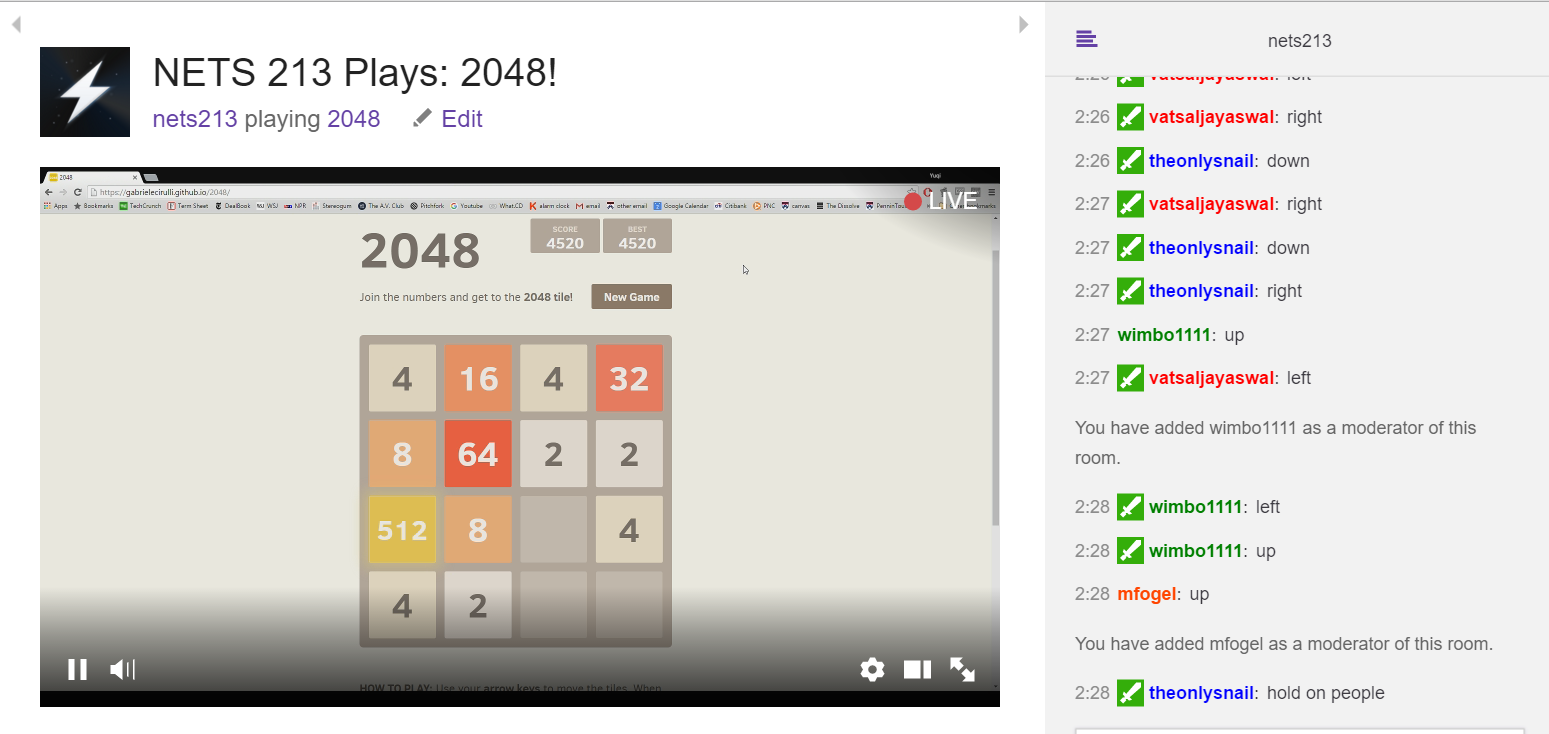 NETS 213 Plays: 2048!
nets213 playing 2048 Edit
2048
https://gabrielecirulli.github.io/2048/
Yuqi
Apps Bookmarks TechCrunch Term Sheet DealBook WSJ NPR Stereogum The A.V. Club Pitchfork Youtube What.CD alarm clock email other email Google Calendar Citibank PNC canvas The Dissolve
LIVE
2048
SCORE
4520
BEST
4520
Join the numbers and get to the 2048 tile!
New Game
4 16 4 32
8 64 2 2
512 8 4
4 2
HOW TO PLAY: Use your arrow keys to move the tiles. When
nets213
vatsaljayaswal: left
2:26 vatsaljayaswal: right
2:26 theonlysnail: down
2:27 vatsaljayaswal: right
2:27 theonlysnail: down
2:27 theonlysnail: right
2:27 wimbo1111: up
2:27 vatsaljayaswal: left
You have added wimbo1111 as a moderator of this
room.
2:28 wimbo1111: left
2:28 wimbo1111: up
2:28 mfogel: up
You have added mfogel as a moderator of this room.
2:28 theonlysnail: hold on people